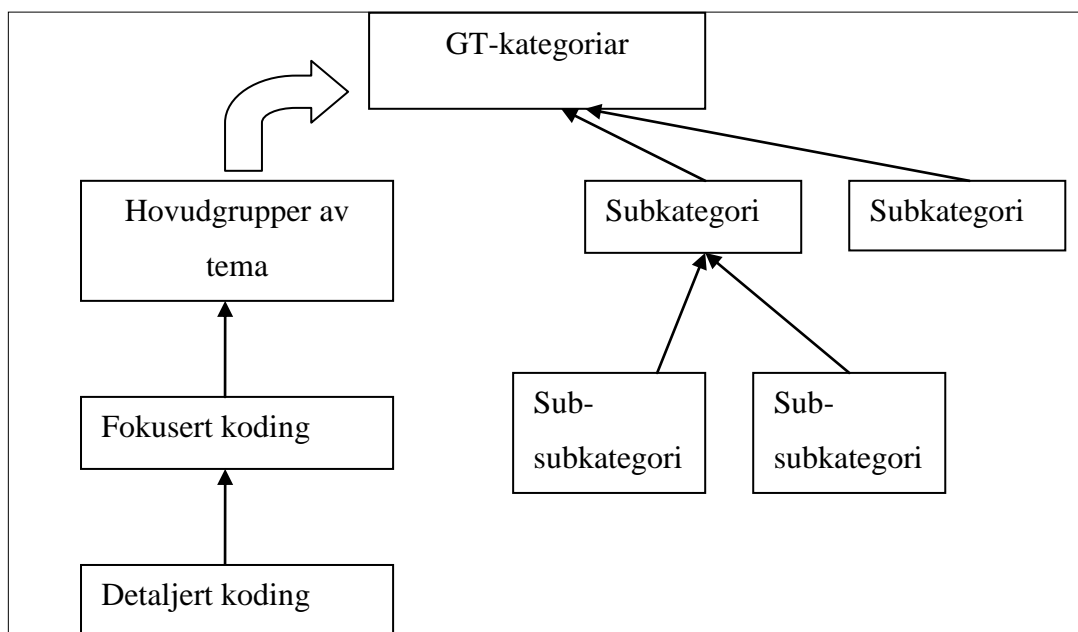 GT-kategoriar
Hovudgrupper av
tema
Subkategori
Subkategori
Fokusert koding
Sub-
subkategori
Sub-
subkategori
Detaljert koding